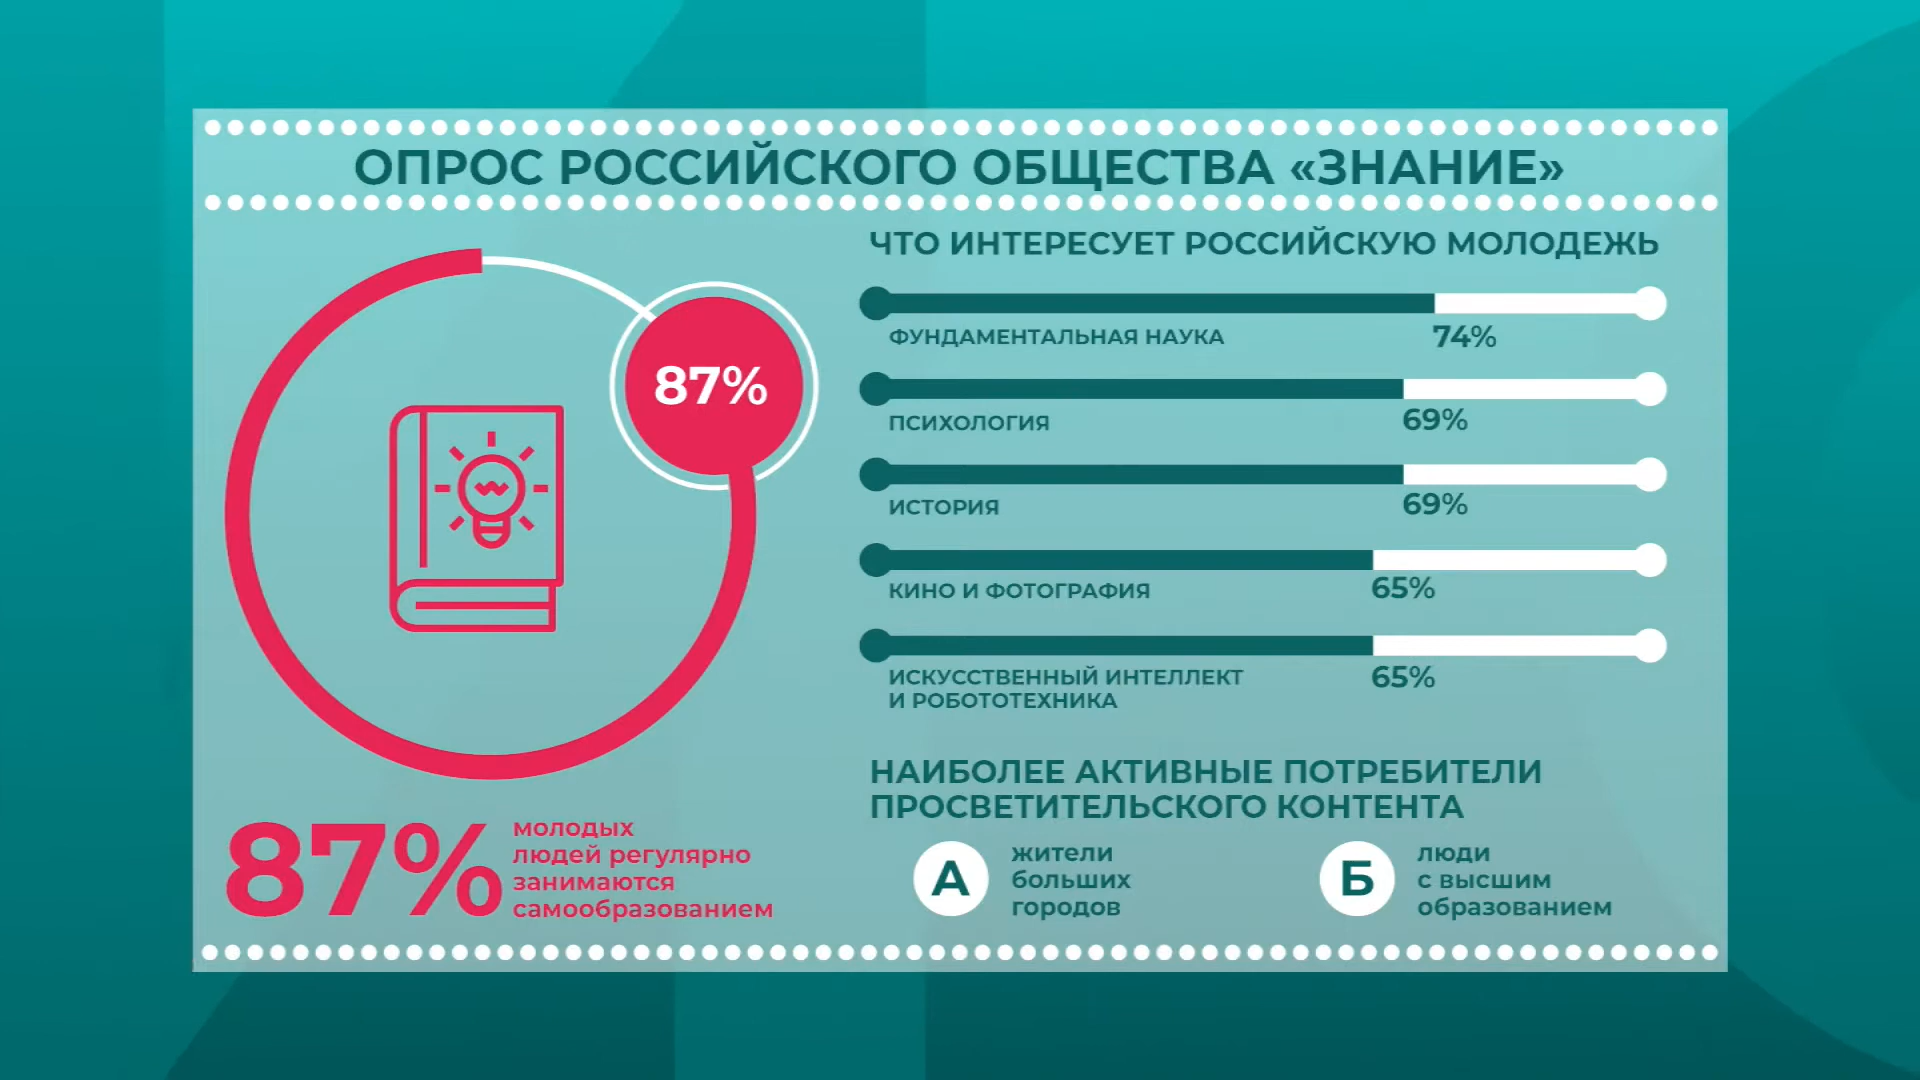 ОПРОС РОССИЙСКОГО ОБЩЕСТВА «ЗНАНИЕ»
87%
87%
молодых
людей регулярно
занимаются
самообразованием
ЧТО ИНТЕРЕСУЕТ РОССИЙСКУЮ МОЛОДЕЖЬ
ФУНДАМЕНТАЛЬНАЯ НАУКА 74%
ПСИХОЛОГИЯ 69%
ИСТОРИЯ 69%
КИНО И ФОТОГРАФИЯ 65%
ИСКУССТВЕННЫЙ ИНТЕЛЛЕКТ 65%
И РОБОТОТЕХНИКА
НАИБОЛЕЕ АКТИВНЫЕ ПОТРЕБИТЕЛИ
ПРОСВЕТИТЕЛЬСКОГО КОНТЕНТА
А
жители
больших
городов
Б
люди
с высшим
образованием